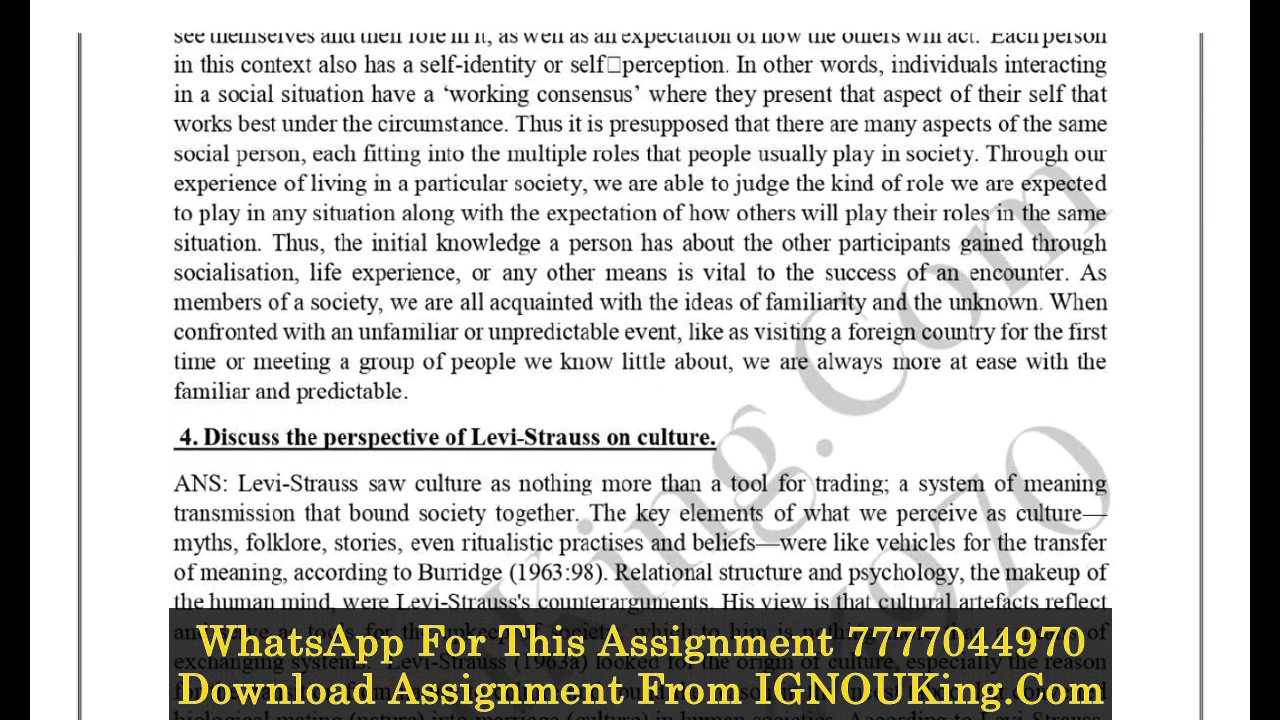 see themselves and their role in it, as well as an expectation of how the others will act. Each person
in this context also has a self-identity or self□perception. In other words, individuals interacting
in a social situation have a ‘working consensus’ where they present that aspect of their self that
works best under the circumstance. Thus it is presupposed that there are many aspects of the same
social person, each fitting into the multiple roles that people usually play in society. Through our
experience of living in a particular society, we are able to judge the kind of role we are expected
to play in any situation along with the expectation of how others will play their roles in the same
situation. Thus, the initial knowledge a person has about the other participants gained through
socialisation, life experience, or any other means is vital to the success of an encounter. As
members of a society, we are all acquainted with the ideas of familiarity and the unknown. When
confronted with an unfamiliar or unpredictable event, like as visiting a foreign country for the first
time or meeting a group of people we know little about, we are always more at ease with the
familiar and predictable.
4. Discuss the perspective of Levi-Strauss on culture.
ANS: Levi-Strauss saw culture as nothing more than a tool for trading; a system of meaning
transmission that bound society together. The key elements of what we perceive as culture—
myths, folklore, stories, even ritualistic practises and beliefs—were like vehicles for the transfer
of meaning, according to Burridge (1963:98). Relational structure and psychology, the makeup of
the human mind, were Levi-Strauss's counterarguments. His view is that cultural artefacts reflect
WhatsApp For This Assignment 7777044970
Download Assignment From IGNOUKing.Com
King.Com
7970